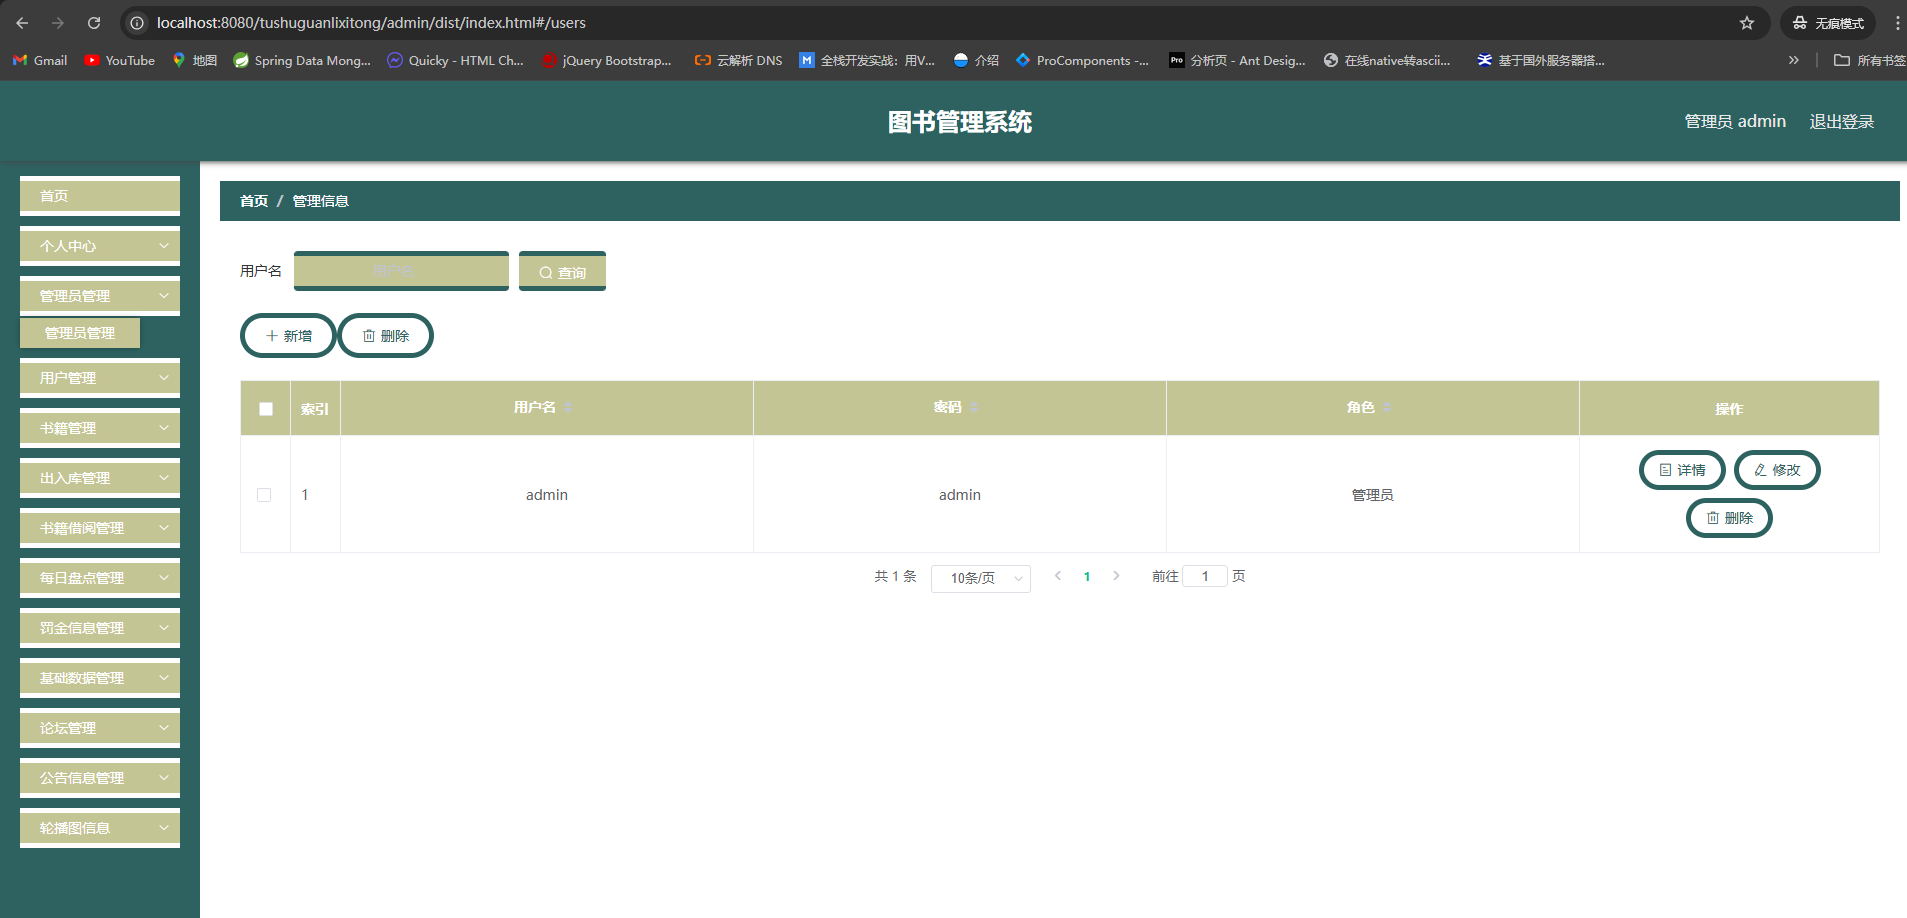 localhost:8080/tushuguanlixitong/admin/dist/index.html#/users
无痕模式
Gmail
YouTube
地图
Spring Data Mong...
Quicky - HTML Ch...
jQuery Bootstrap...
云解析 DNS
全栈开发实战：用V...
介绍
ProComponents -...
Pro
分析页 - Ant Desig...
在线native转ascii...
基于国外服务器搭...
所有书签
图书管理系统
管理员 admin
退出登录
首页
个人中心
管理员管理
管理员管理
用户管理
书籍管理
出入库管理
书籍借阅管理
每日盘点管理
罚金信息管理
基础数据管理
论坛管理
公告信息管理
轮播图信息
首页 / 管理信息
用户名
用户名
查询
新增
删除
索引
用户名
密码
角色
操作
1
admin
admin
管理员
详情
修改
删除
共 1 条
10条/页
1
前往 1 页